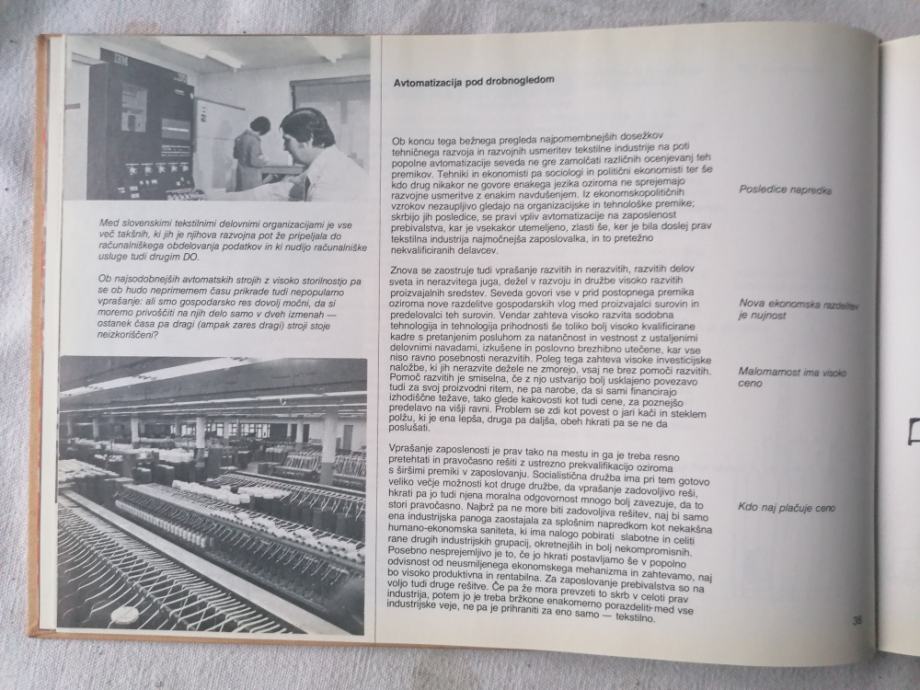 IBM
Med slovenskimi tekstilnimi delovnimi organizacijami je vse
več takšnih, ki jih je njihova razvojna pot že pripeljala do
računalniškega obdelovanja podatkov in ki nudijo računalniške
usluge tudi drugim DO.
Ob najsodobnejših avtomatskih strojih z visoko storilnostjo pa
se ob hudo neprimernem času prikrade tudi nepopularno
vprašanje: ali smo gospodarsko res dovolj močni, da si
moremo privoščiti na njih delo samo v dveh izmenah —
ostanek časa pa dragi (ampak zares dragi) stroji stoje
neizkoriščeni?
Avtomatizacija pod drobnogledom
Ob koncu tega bežnega pregleda najpomembnejših dosežkov
tehničnega razvoja in razvojnih usmeritev tekstilne industrije na poti
popolne avtomatizacije seveda ne gre zamolčati različnih ocenjevanj teh
premikov. Tehniki in ekonomisti pa sociologi in politični ekonomisti ter še
kdo drug nikakor ne govore enakega jezika oziroma ne sprejemajo
razvojne usmeritve z enakim navdušenjem. Iz ekonomskopolitičnih
vzrokov nezaupljivo gledajo na organizacijske in tehnološke premike;
skrbijo jih posledice, se pravi vpliv avtomatizacije na zaposlenost
prebivalstva, kar je vsekakor utemeljeno, zlasti še, ker je bila doslej prav
tekstilna industrija najmočnejša zaposlovalka, in to pretežno
nekvalificiranih delavcev.
Znova se zaostruje tudi vprašanje razvitih in nerazvitih, razvitih delov
sveta in nerazvitega juga, dežel v razvoju in družbe visoko razvitih
proizvajalnih sredstev. Seveda govori vse v prid postopnega premika
oziroma nove razdelitve gospodarskih vlog med proizvajalci surovin in
predelovalci teh surovin. Vendar zahteva visoko razvita sodobna
tehnologija in tehnologija prihodnosti še toliko bolj visoko kvalificirane
kadre s pretanjenim posluhom za natančnost in vestnost z ustaljenimi
delovnimi navadami, izkušene in poslovno brezhibno utečene, kar vse
niso ravno posebnosti nerazvitih. Poleg tega zahteva visoke investicijske
naložbe, ki jih nerazvite dežele ne zmorejo, vsaj ne brez pomoči razvitih.
Pomoč razvitih je smiselna, če z njo ustvarijo bolj usklajeno povezavo
tudi za svoj proizvodni ritem, ne pa narobe, da si sami financirajo
izhodiščne težave, tako glede kakovosti kot tudi cene, za poznejšo
predelavo na višji ravni. Problem se zdi kot povest o jari kači in steklem
polžu, ki je ena lepša, druga pa daljša, obeh hkrati pa se ne da
poslušati.
Vprašanje zaposlenosti je prav tako na mestu in ga je treba resno
pretehtati in pravočasno rešiti z ustrezno prekvalifikacijo oziroma
s širšimi premiki v zaposlovanju. Socialistična družba ima pri tem gotovo
veliko večje možnosti kot druge družbe, da vprašanje zadovoljivo reši,
hkrati pa jo tudi njena moralna odgovornost mnogo bolj zavezuje, da to
stori pravočasno. Najbrž pa ne more biti zadovoljiva rešitev, naj bi samo
ena industrijska panoga zaostajala za splošnim napredkom kot nekakšna
humano-ekonomska saniteta, ki ima nalogo pobirati slabotne in celiti
rane drugih industrijskih grupacij, okretnejših in bolj nekompromisnih.
Posebno nesprejemljivo je to, če jo hkrati postavljamo še v popolno
odvisnost od neusmiljenega ekonomskega mehanizma in zahtevamo, naj
bo visoko produktivna in rentabilna. Za zaposlovanje prebivalstva so na
voljo tudi druge rešitve. Če pa že mora prevzeti to skrb v celoti prav
industrija, potem jo je treba bržkone enakomerno porazdeliti med vse
industrijske veje, ne pa je prihraniti za eno samo — tekstilno.
Posledice napredka
Nova ekonomska razdelitev
je nujnost
Malomarnost ima visoko
ceno
Kdo naj plačuje ceno
35